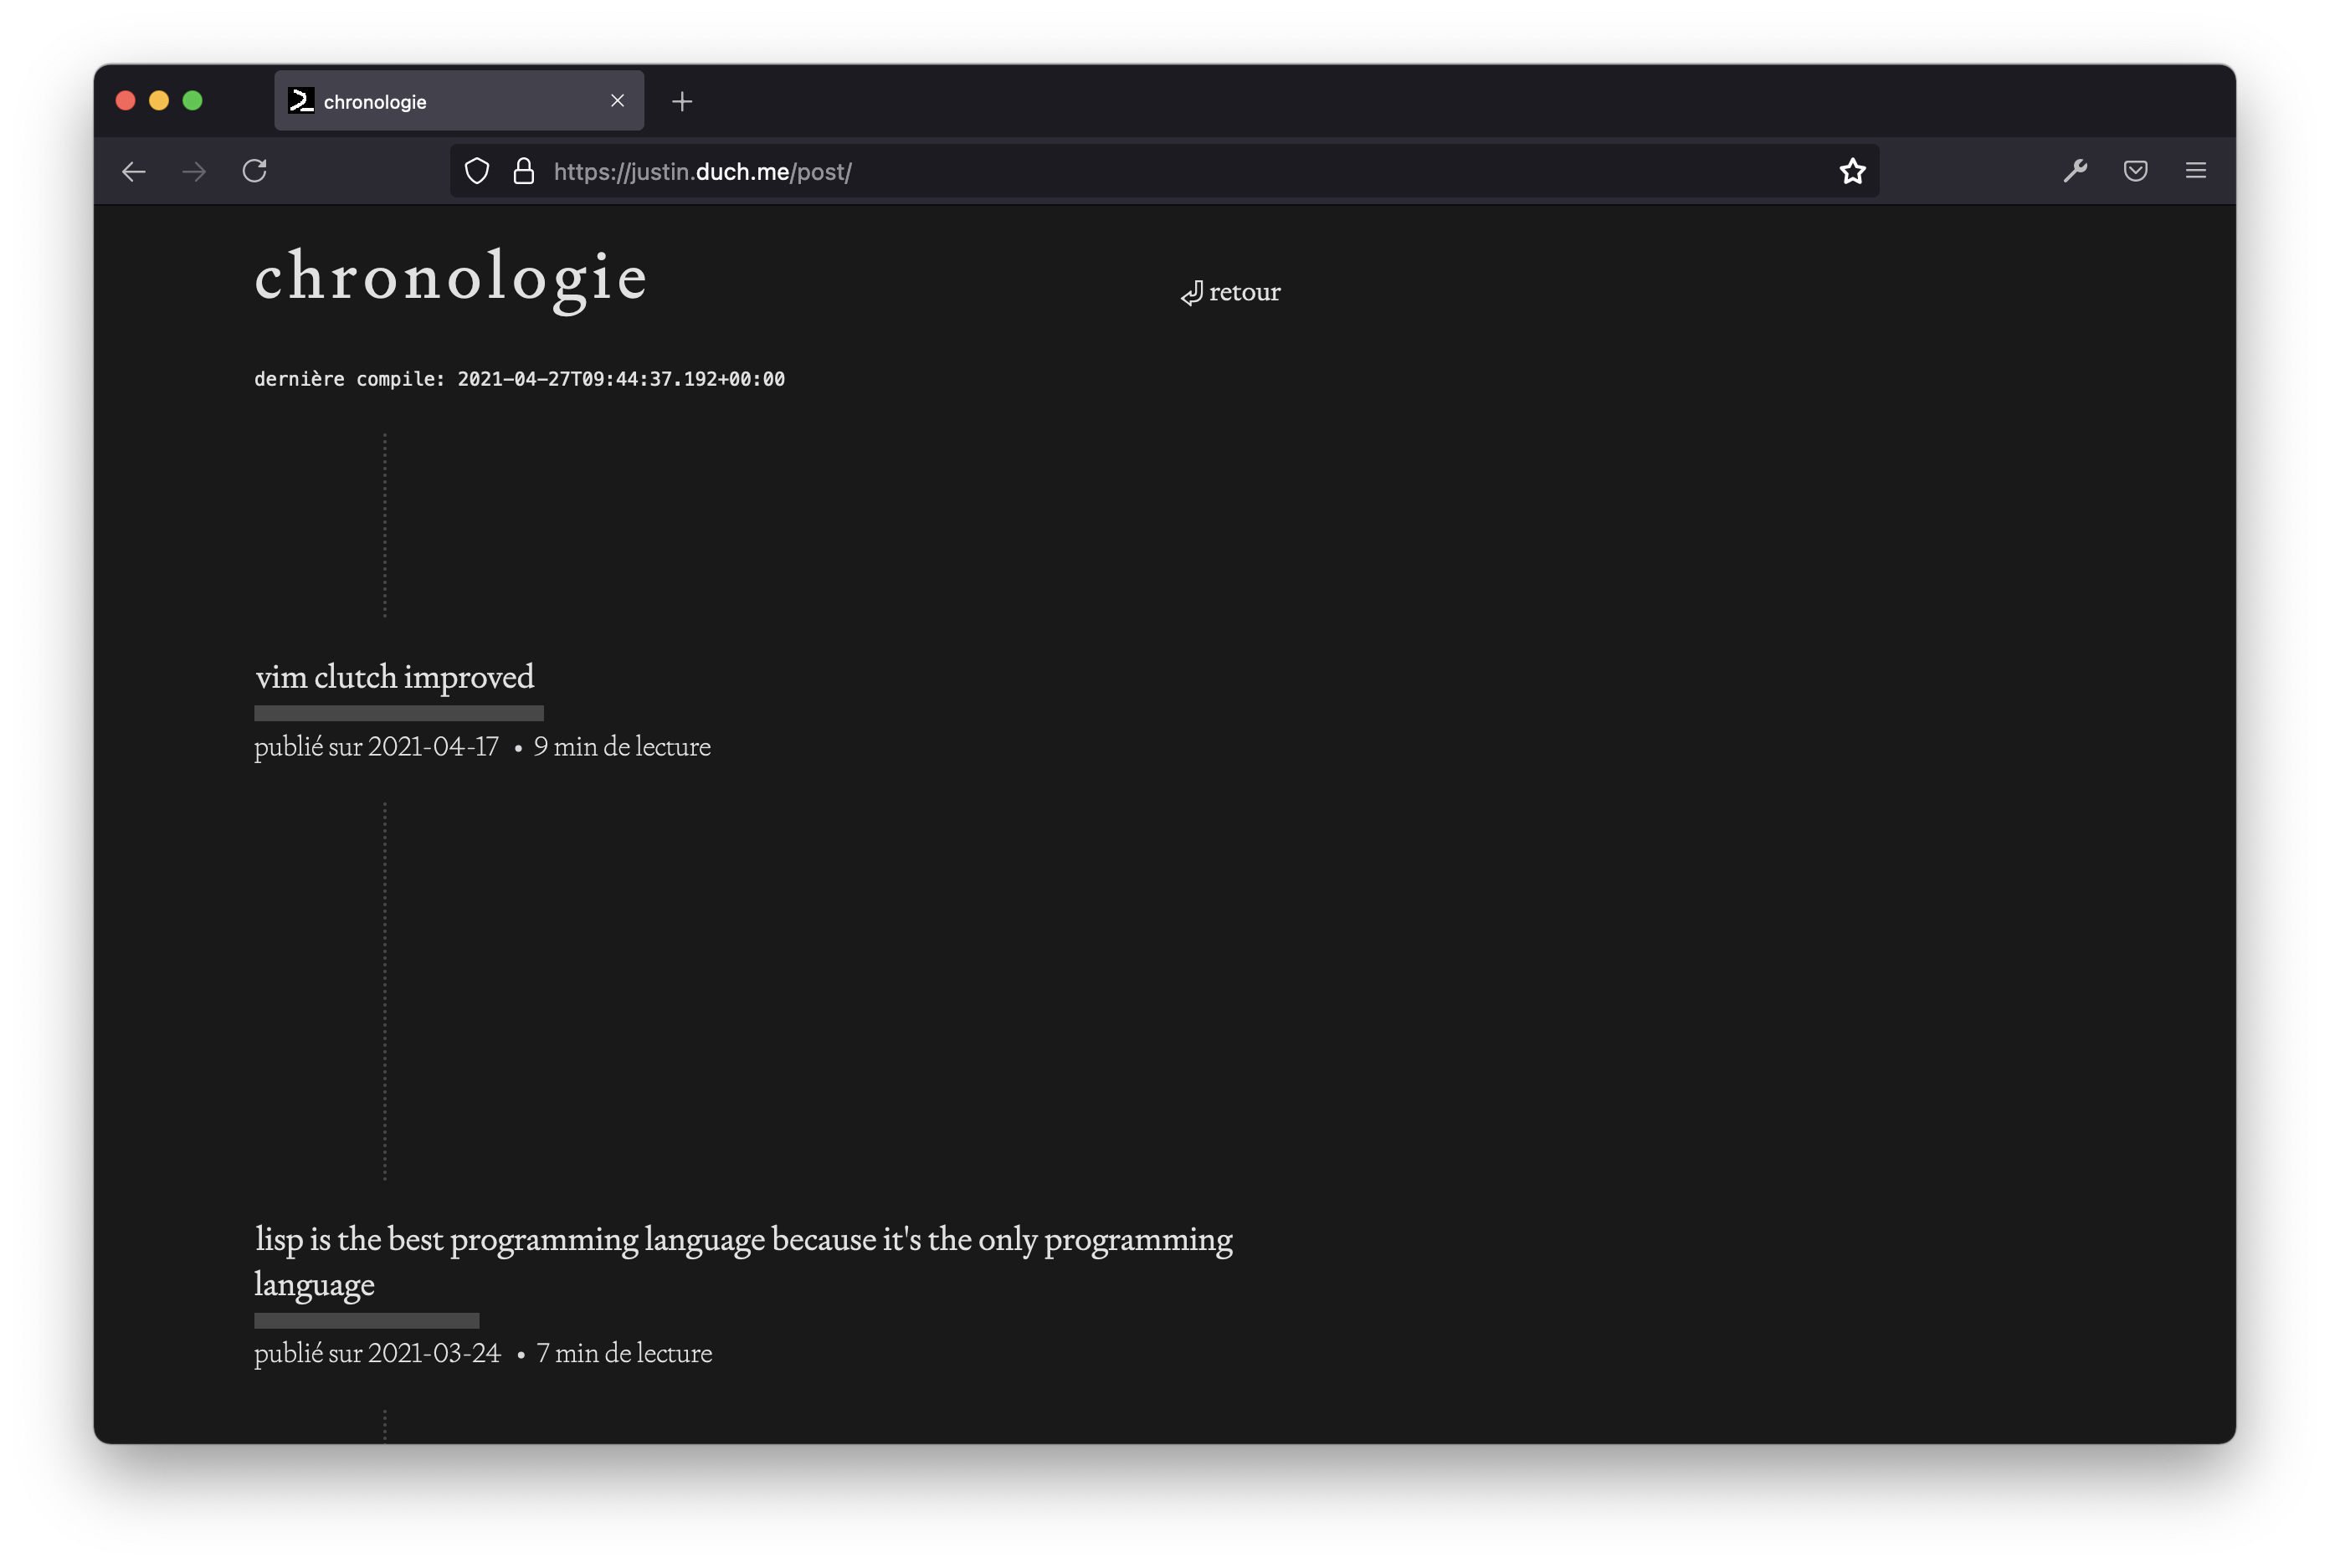 chronologie
https://justin.duch.me/post/
chronologie
retour
dernière compile: 2021-04-27T09:44:37.192+00:00
vim clutch improved
publié sur 2021-04-17 • 9 min de lecture
lisp is the best programming language because it's the only programming
language
publié sur 2021-03-24 • 7 min de lecture